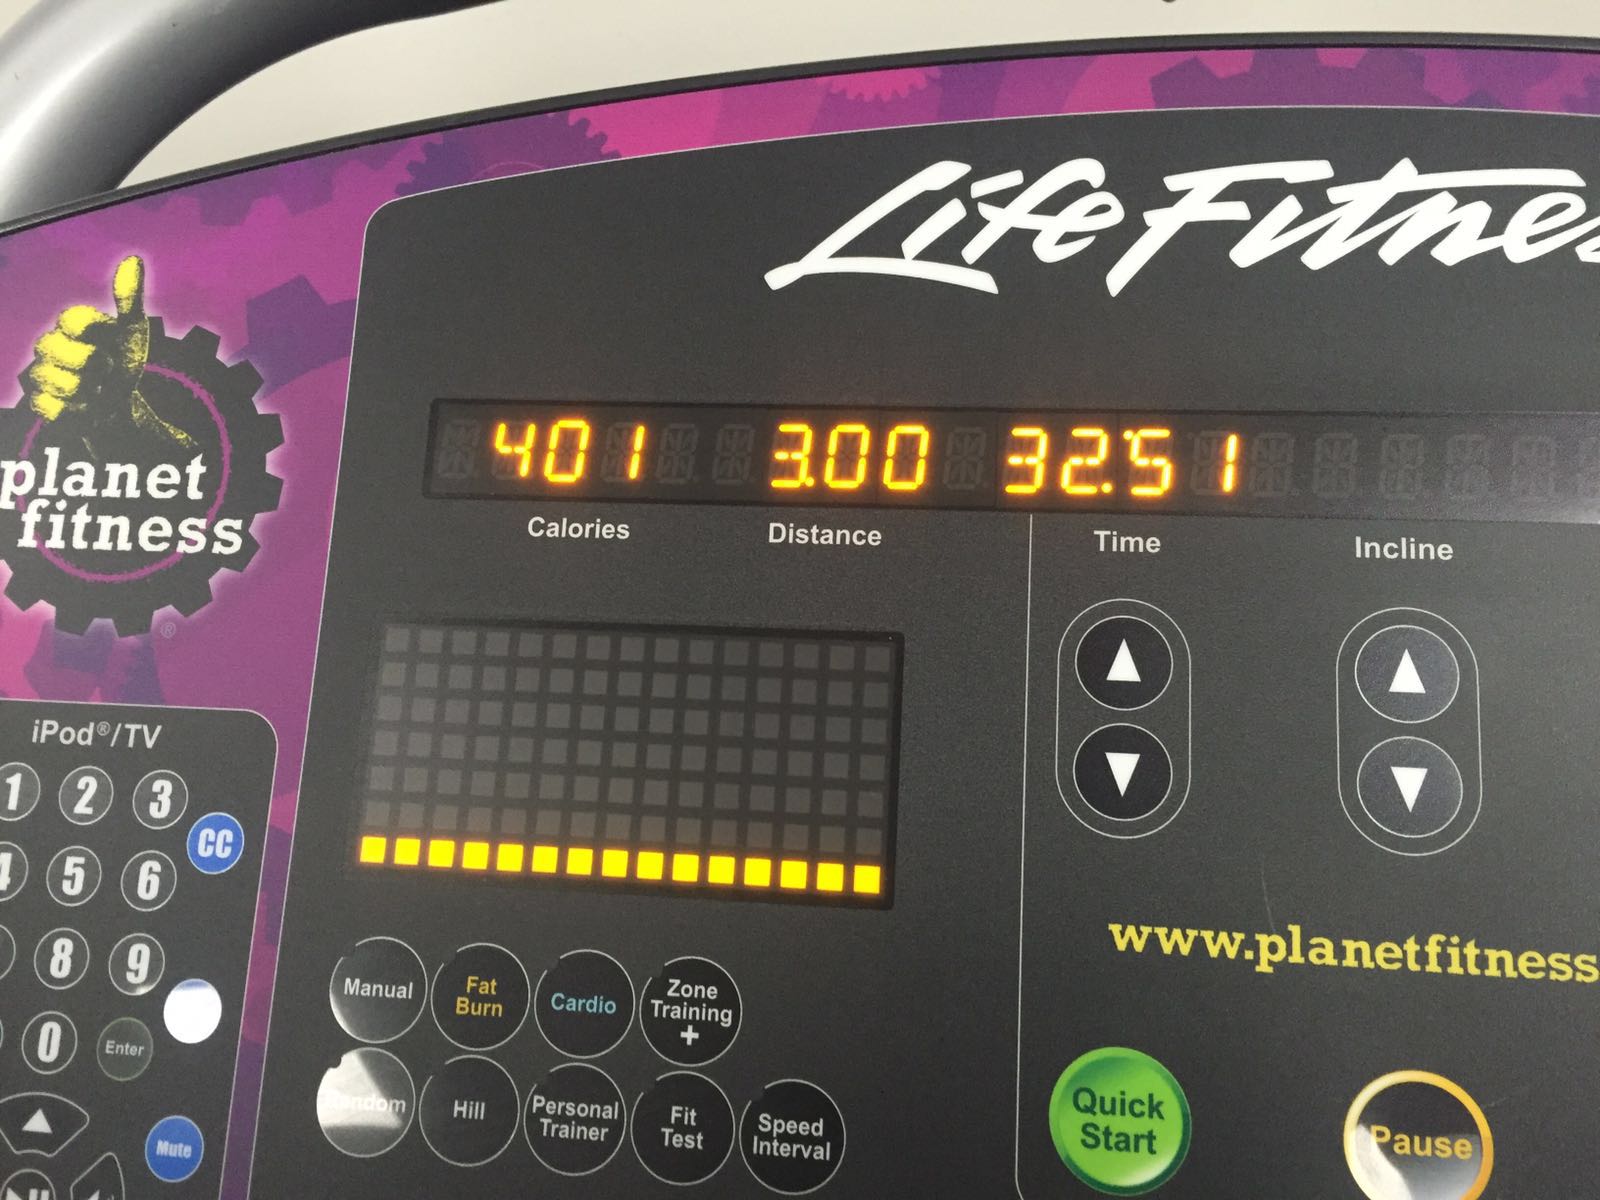 Life Fitnes
planet
fitness
®
401 3.00 32:51
Calories Distance Time Incline
iPod®/TV
1 2 3
CC
4 5 6
8 9
0 Enter
Mute
Manual Fat Burn Cardio Zone Training +
Random Hill Personal Trainer Fit Test Speed Interval
www.planetfitness
Quick
Start
Pause